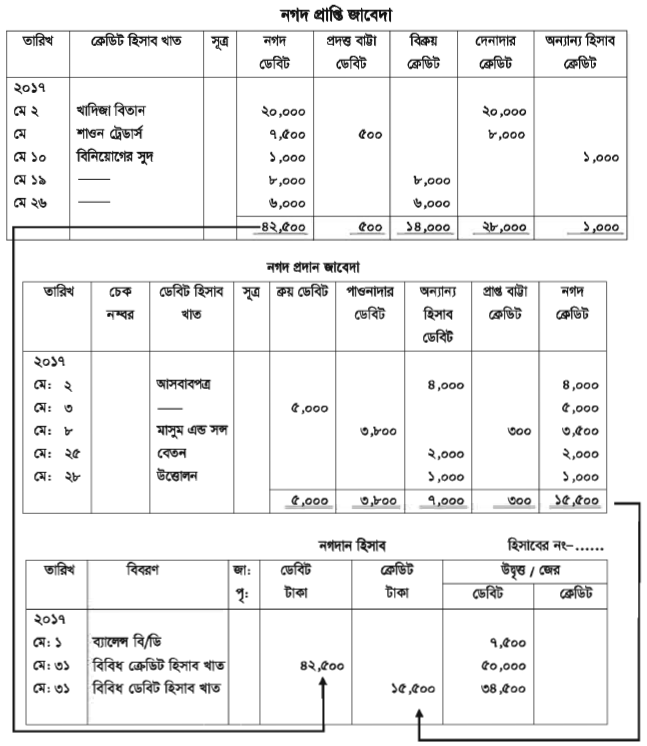 নগদ প্রাপ্তি জাবেদা
তারিখ ক্রেডিট হিসাব খাত সূত্র নগদ প্রদত্ত বাট্টা বিক্রয় দেনাদার অন্যান্য হিসাব
ডেবিট ডেবিট ক্রেডিট ক্রেডিট ক্রেডিট
২০১৭
মে ২ খাদিজা বিতান ২০,০০০ ২০,০০০
মে শাওন ট্রেডার্স ৭,৫০০ ৫০০ ৮,০০০
মে ১০ বিনিয়োগের সুদ ১,০০০ ১,০০০
মে ১৯ —— ৮,০০০ ৮,০০০
মে ২৬ —— ৬,০০০ ৬,০০০
৪২,৫০০ ৫০০ ১৪,০০০ ২৮,০০০ ১,০০০
নগদ প্রদান জাবেদা
তারিখ চেক ডেবিট হিসাব সূত্র ক্রয় ডেবিট পাওনাদার অন্যান্য প্রাপ্ত বাট্টা নগদ
নম্বর খাত ডেবিট হিসাব ক্রেডিট ক্রেডিট
ডেবিট
২০১৭
মে: ২ আসবাবপত্র ৪,০০০ ৪,০০০
মে: ৩ —— ৫,০০০ ৫,০০০
মে: ৮ মাসুম এন্ড সন্স ৩,৮০০ ৩০০ ৩,৫০০
মে: ২৫ বেতন ২,০০০ ২,০০০
মে: ২৮ উত্তোলন ১,০০০ ১,০০০
৫,০০০ ৩,৮০০ ৭,০০০ ৩০০ ১৫,৫০০
নগদান হিসাব হিসাবের নং–......
তারিখ বিবরণ জা: ডেবিট ক্রেডিট উদ্বৃত্ত / জের
পৃ: টাকা টাকা ডেবিট ক্রেডিট
২০১৭
মে: ১ ব্যালেন্স বি/ডি ৭,৫০০
মে: ৩১ বিবিধ ক্রেডিট হিসাব খাত ৪২,৫০০ ৫০,০০০
মে: ৩১ বিবিধ ডেবিট হিসাব খাত ১৫,৫০০ ৩৪,৫০০